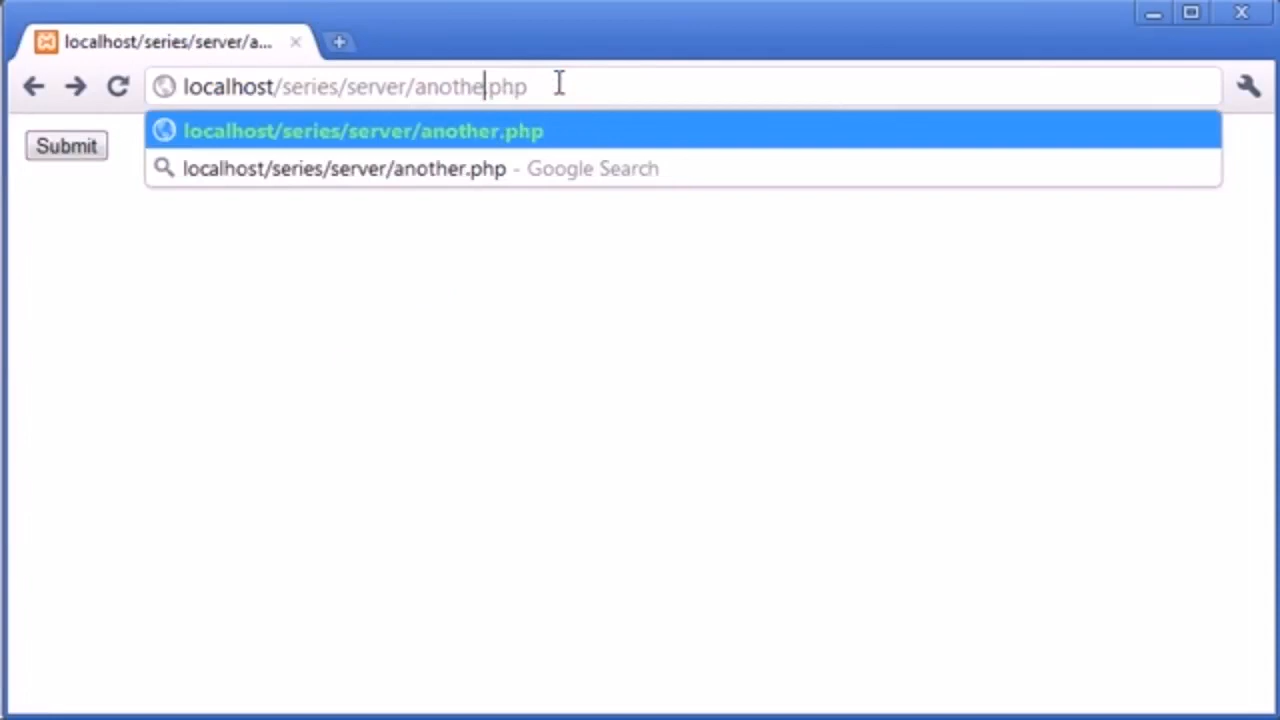 localhost/series/server/a...
localhost/series/server/anothe.php
localhost/series/server/another.php
localhost/series/server/another.php - Google Search
Submit